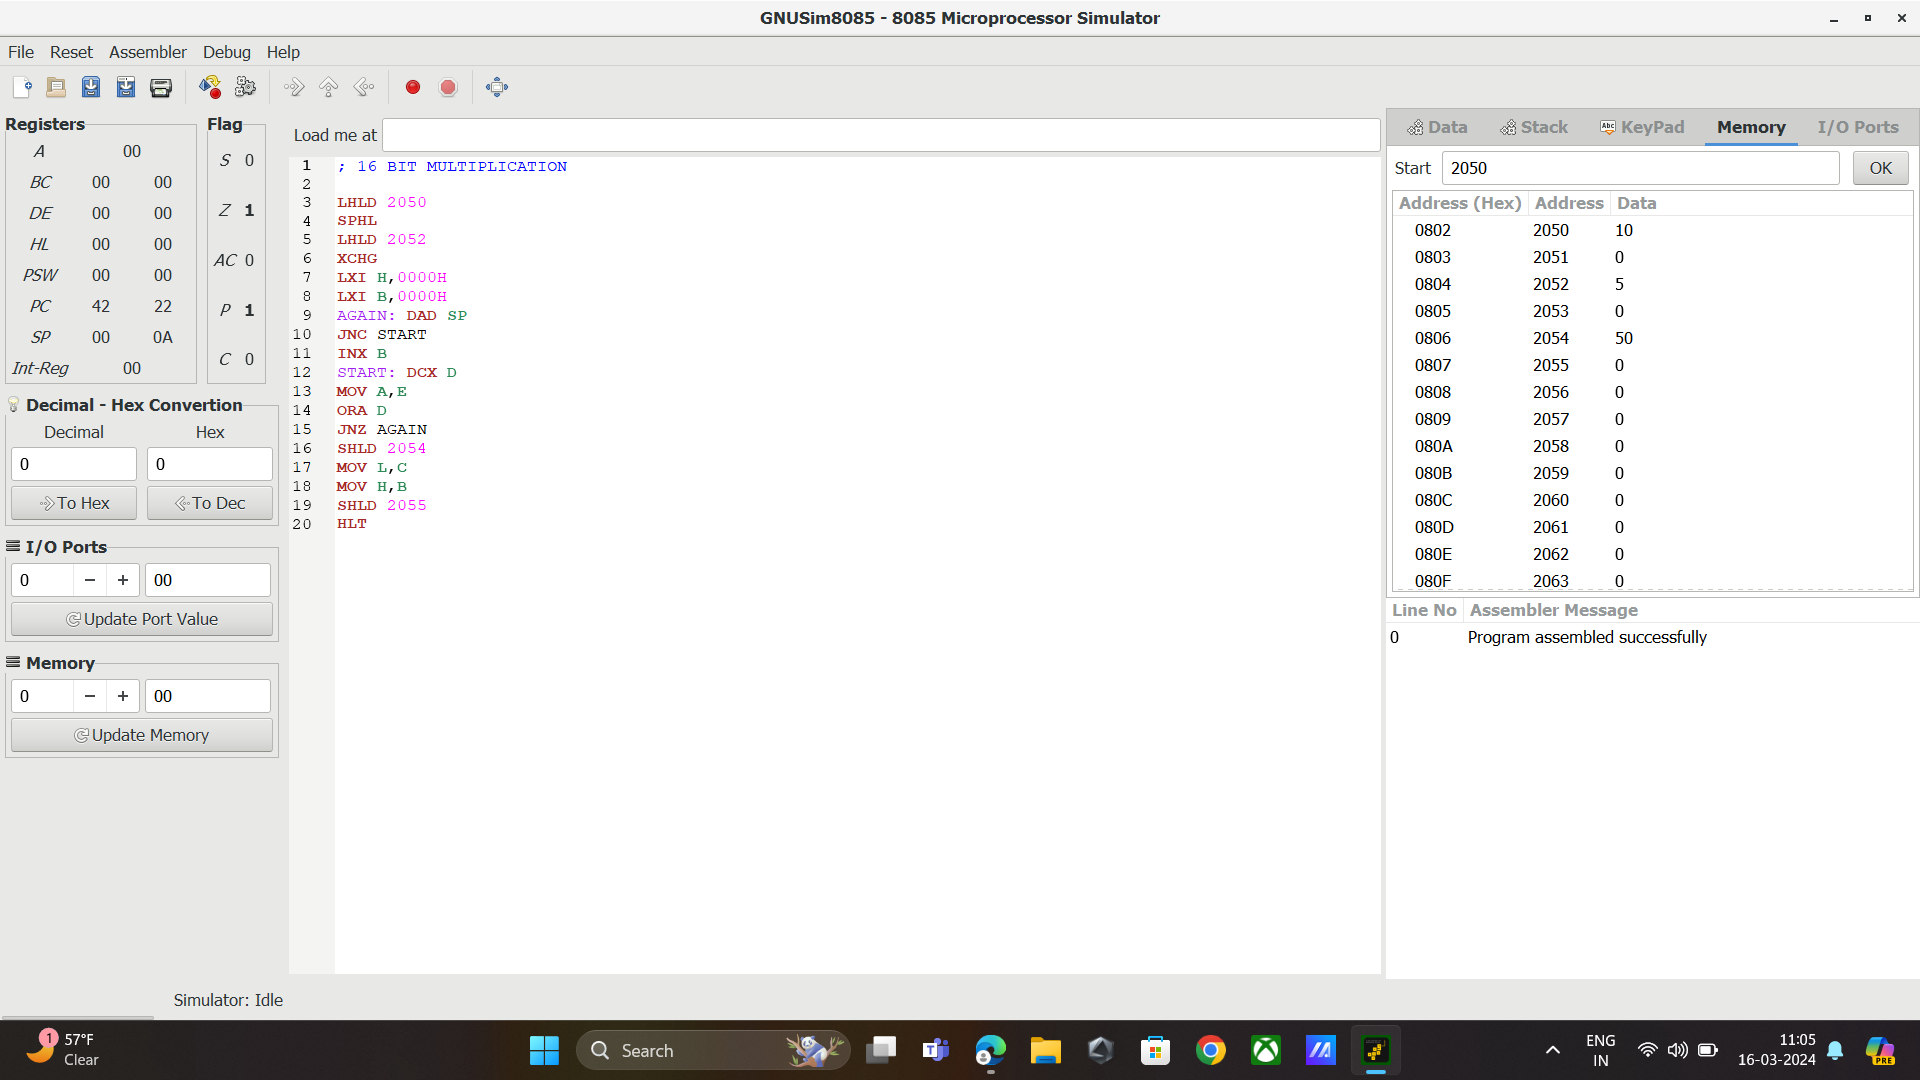 GNUSim8085 - 8085 Microprocessor Simulator
File Reset Assembler Debug Help
Registers
A 00
BC 00 00
DE 00 00
HL 00 00
PSW 00 00
PC 42 22
SP 00 0A
Int-Reg 00
Flag
S 0
Z 1
AC 0
P 1
C 0
Decimal - Hex Convertion
Decimal Hex
0 0
To Hex To Dec
I/O Ports
0 − + 00
Update Port Value
Memory
0 − + 00
Update Memory
Load me at
1 ; 16 BIT MULTIPLICATION
2
3 LHLD 2050
4 SPHL
5 LHLD 2052
6 XCHG
7 LXI H,0000H
8 LXI B,0000H
9 AGAIN: DAD SP
10 JNC START
11 INX B
12 START: DCX D
13 MOV A,E
14 ORA D
15 JNZ AGAIN
16 SHLD 2054
17 MOV L,C
18 MOV H,B
19 SHLD 2055
20 HLT
Data Stack Abc KeyPad Memory I/O Ports
Start 2050 OK
Address (Hex) Address Data
0802 2050 10
0803 2051 0
0804 2052 5
0805 2053 0
0806 2054 50
0807 2055 0
0808 2056 0
0809 2057 0
080A 2058 0
080B 2059 0
080C 2060 0
080D 2061 0
080E 2062 0
080F 2063 0
Line No Assembler Message
0 Program assembled successfully
Simulator: Idle
1 57°F
Clear
Search
ENG
IN
11:05
16-03-2024
PRE